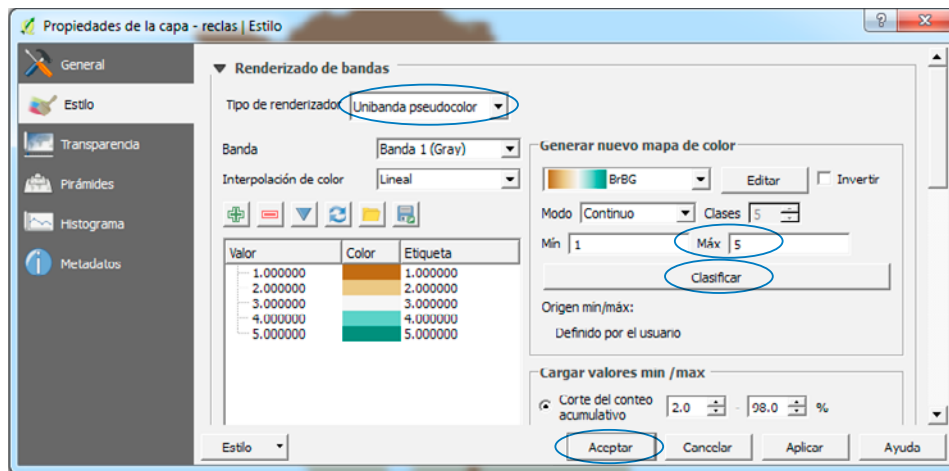 Propiedades de la capa - reclas | Estilo
General
Estilo
Transparencia
Pirámides
Histograma
Metadatos
Renderizado de bandas
Tipo de renderizador Unibanda pseudocolor
Banda Banda 1 (Gray)
Interpolación de color Lineal
Valor Color Etiqueta
1.000000 1.000000
2.000000 2.000000
3.000000 3.000000
4.000000 4.000000
5.000000 5.000000
Generar nuevo mapa de color
BrBG Editar Invertir
Modo Continuo Clases 5
Mín 1 Máx 5
Clasificar
Origen mín/máx:
Definido por el usuario
Cargar valores min /max
Corte del conteo acumulativo 2.0 - 98.0 %
Estilo Aceptar Cancelar Aplicar Ayuda